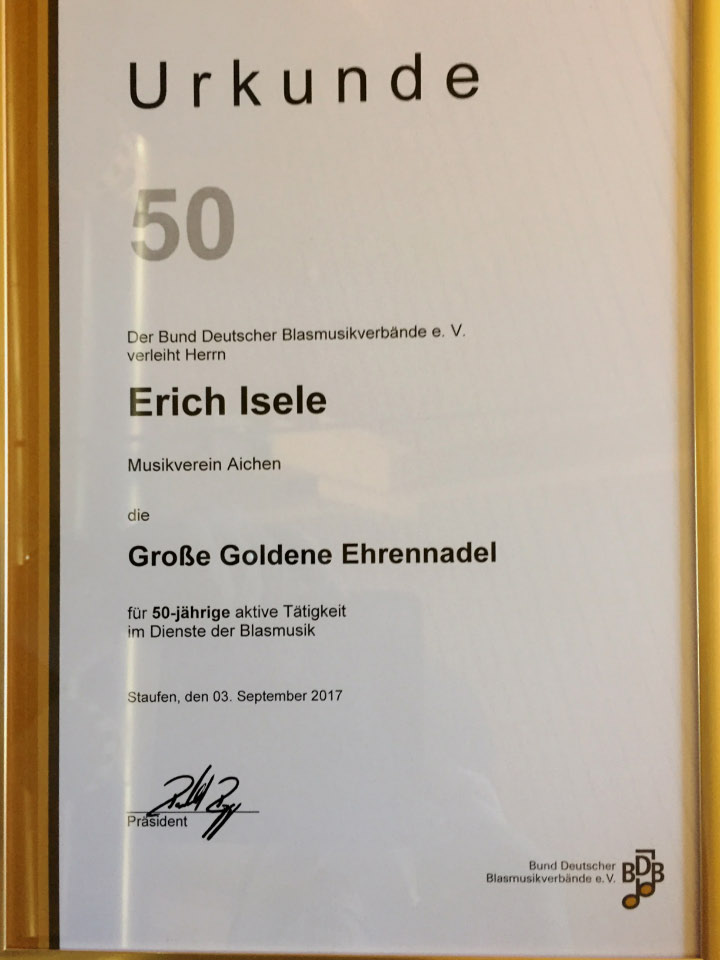 Urkunde
50
Der Bund Deutscher Blasmusikverbände e. V.
verleiht Herrn
Erich Isele
Musikverein Aichen
die
Große Goldene Ehrennadel
für 50-jährige aktive Tätigkeit
im Dienste der Blasmusik
Staufen, den 03. September 2017
Präsident
Bund Deutscher
Blasmusikverbände e. V.
BDB